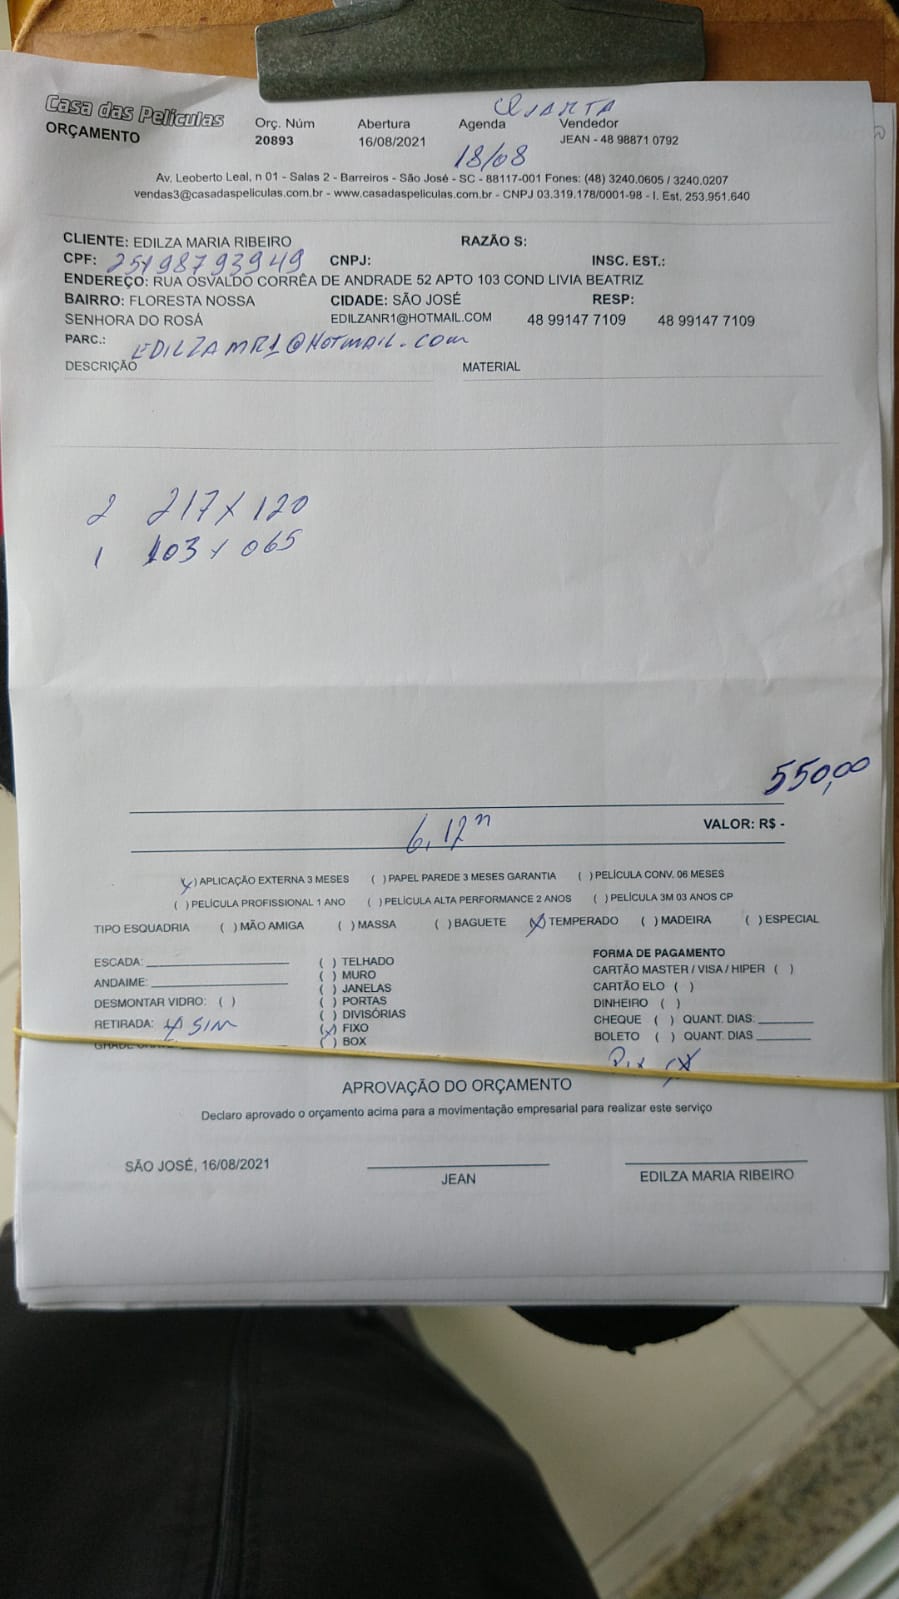 Casa das Películas
ORÇAMENTO
Orç. Núm Abertura Agenda QUARTA Vendedor
20893 16/08/2021 18/08 JEAN - 48 98871 0792
Av. Leoberto Leal, n 01 - Salas 2 - Barreiros - São José - SC - 88117-001 Fones: (48) 3240.0605 / 3240.0207
vendas3@casadaspeliculas.com.br - www.casadaspeliculas.com.br - CNPJ 03.319.178/0001-98 - I. Est. 253.951.640
CLIENTE: EDILZA MARIA RIBEIRO RAZÃO S:
CPF: 25198793949 CNPJ: INSC. EST.:
ENDEREÇO: RUA OSVALDO CORRÊA DE ANDRADE 52 APTO 103 COND LIVIA BEATRIZ
BAIRRO: FLORESTA NOSSA CIDADE: SÃO JOSÉ RESP:
SENHORA DO ROSÁ EDILZANR1@HOTMAIL.COM 48 99147 7109 48 99147 7109
PARC.: EDILZAMR1@HOTMAIL.COM
DESCRIÇÃO MATERIAL
2 217 x 120
1 103 x 065
550,00
6,12 VALOR: R$ -
(x) APLICAÇÃO EXTERNA 3 MESES ( ) PAPEL PAREDE 3 MESES GARANTIA ( ) PELÍCULA CONV. 06 MESES
( ) PELÍCULA PROFISSIONAL 1 ANO ( ) PELÍCULA ALTA PERFORMANCE 2 ANOS ( ) PELÍCULA 3M 03 ANOS CP
TIPO ESQUADRIA ( ) MÃO AMIGA ( ) MASSA ( ) BAGUETE (x) TEMPERADO ( ) MADEIRA ( ) ESPECIAL
ESCADA: ( ) TELHADO FORMA DE PAGAMENTO
( ) MURO CARTÃO MASTER / VISA / HIPER ( )
ANDAIME: ( ) JANELAS CARTÃO ELO ( )
DESMONTAR VIDRO: ( ) ( ) PORTAS DINHEIRO ( )
( ) DIVISÓRIAS CHEQUE ( ) QUANT. DIAS:
RETIRADA: SIM (x) FIXO BOLETO ( ) QUANT. DIAS
( ) BOX
Pix (x)
APROVAÇÃO DO ORÇAMENTO
Declaro aprovado o orçamento acima para a movimentação empresarial para realizar este serviço
SÃO JOSÉ, 16/08/2021
JEAN EDILZA MARIA RIBEIRO